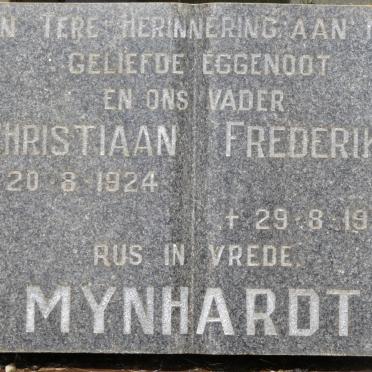 N TERE HERINNERING AAN
GELIEFDE EGGENOOT
EN ONS VADER
CHRISTIAAN FREDERIK
20-8-1924
+ 29-8-19
RUS IN VREDE.
MYNHARDT